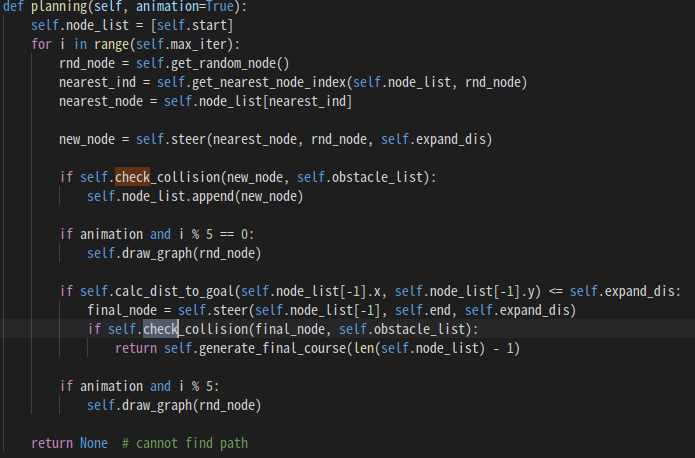 def planning(self, animation=True):
    self.node_list = [self.start]
    for i in range(self.max_iter):
        rnd_node = self.get_random_node()
        nearest_ind = self.get_nearest_node_index(self.node_list, rnd_node)
        nearest_node = self.node_list[nearest_ind]

        new_node = self.steer(nearest_node, rnd_node, self.expand_dis)

        if self.check_collision(new_node, self.obstacle_list):
            self.node_list.append(new_node)

        if animation and i % 5 == 0:
            self.draw_graph(rnd_node)

        if self.calc_dist_to_goal(self.node_list[-1].x, self.node_list[-1].y) <= self.expand_dis:
            final_node = self.steer(self.node_list[-1], self.end, self.expand_dis)
            if self.check_collision(final_node, self.obstacle_list):
                return self.generate_final_course(len(self.node_list) - 1)

        if animation and i % 5:
            self.draw_graph(rnd_node)

    return None  # cannot find path